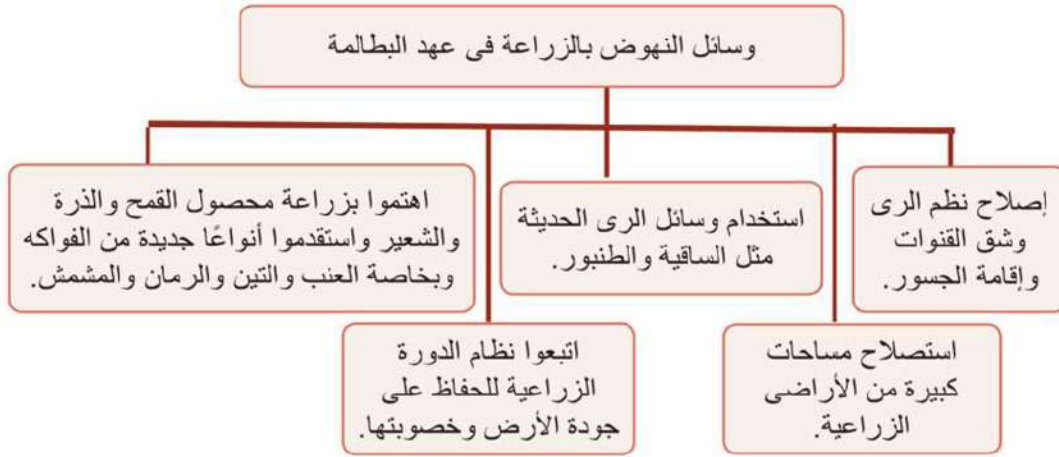 وسائل النهوض بالزراعة فى عهد البطالمة
إصلاح نظم الرى
وشق القنوات
وإقامة الجسور.
استصلاح مساحات
كبيرة من الأراضى
الزراعية.
استخدام وسائل الرى الحديثة
مثل الساقية والطنبور.
اتبعوا نظام الدورة
الزراعية للحفاظ على
جودة الأرض وخصوبتها.
اهتموا بزراعة محصول القمح والذرة
والشعير واستقدموا أنواعًا جديدة من الفواكه
وبخاصة العنب والتين والرمان والمشمش.